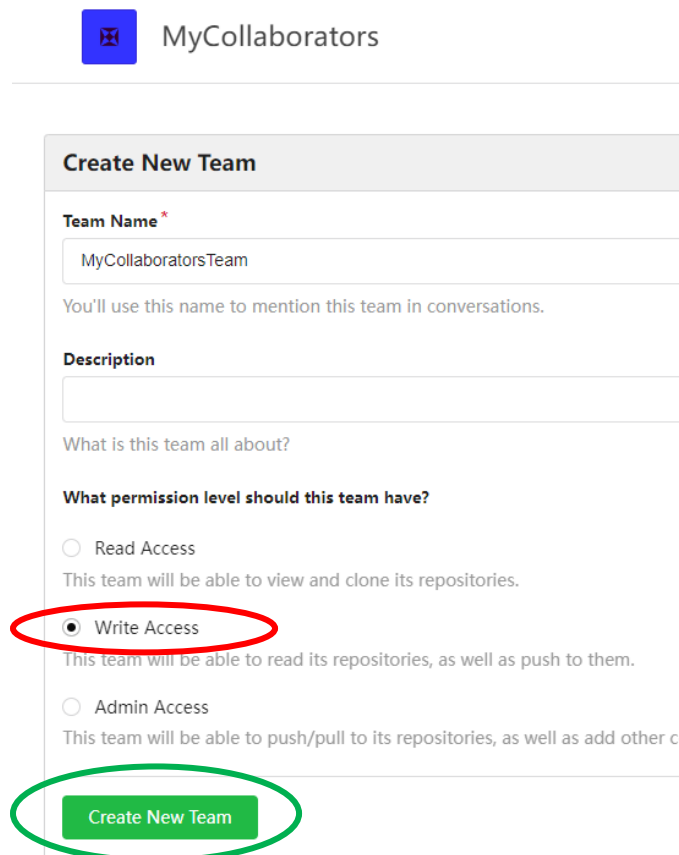 MyCollaborators
Create New Team
Team Name*
MyCollaboratorsTeam
You'll use this name to mention this team in conversations.
Description
What is this team all about?
What permission level should this team have?
Read Access
This team will be able to view and clone its repositories.
Write Access
This team will be able to read its repositories, as well as push to them.
Admin Access
This team will be able to push/pull to its repositories, as well as add other
Create New Team